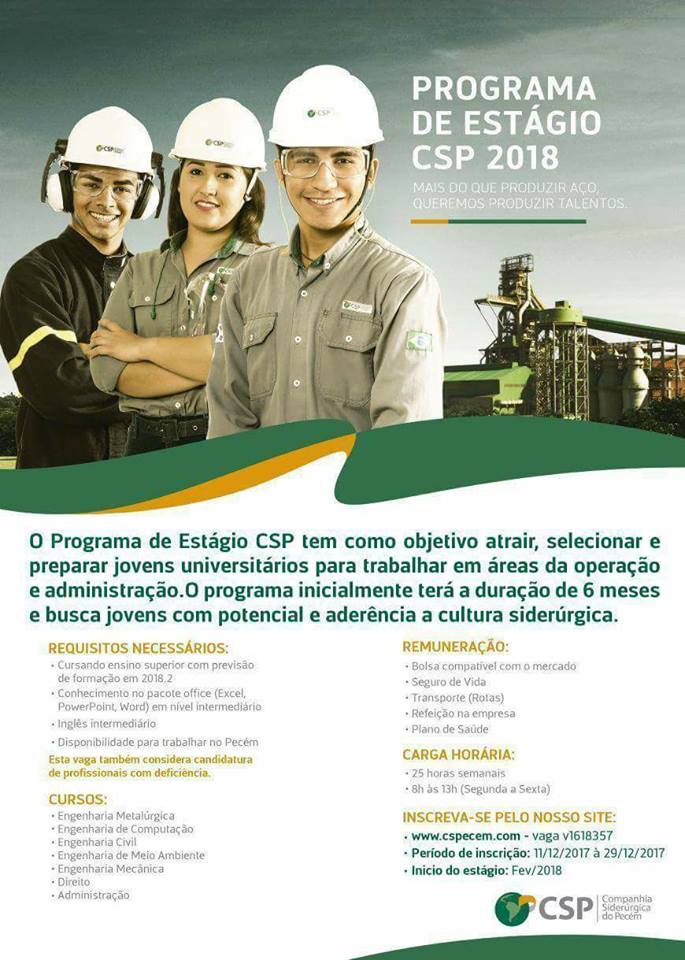 PROGRAMA
DE ESTÁGIO
CSP 2018
MAIS DO QUE PRODUZIR AÇO,
QUEREMOS PRODUZIR TALENTOS.
CSP
CSP
CSP
CSP
CSP
O Programa de Estágio CSP tem como objetivo atrair, selecionar e
preparar jovens universitários para trabalhar em áreas da operação
e administração.O programa inicialmente terá a duração de 6 meses
e busca jovens com potencial e aderência a cultura siderúrgica.
REQUISITOS NECESSÁRIOS:
• Cursando ensino superior com previsão
de formação em 2018.2
• Conhecimento no pacote office (Excel,
PowerPoint, Word) em nível intermediário
• Inglês intermediário
• Disponibilidade para trabalhar no Pecém
Esta vaga também considera candidatura
de profissionais com deficiência.
CURSOS:
• Engenharia Metalúrgica
• Engenharia de Computação
• Engenharia Civil
• Engenharia de Meio Ambiente
• Engenharia Mecânica
• Direito
• Administração
REMUNERAÇÃO:
• Bolsa compatível com o mercado
• Seguro de Vida
• Transporte (Rotas)
• Refeição na empresa
• Plano de Saúde
CARGA HORÁRIA:
• 25 horas semanais
• 8h às 13h (Segunda a Sexta)
INSCREVA-SE PELO NOSSO SITE:
• www.cspecem.com - vaga v1618357
• Período de inscrição: 11/12/2017 à 29/12/2017
• Inicio do estágio: Fev/2018
CSP
Companhia
Siderúrgica
do Pecém